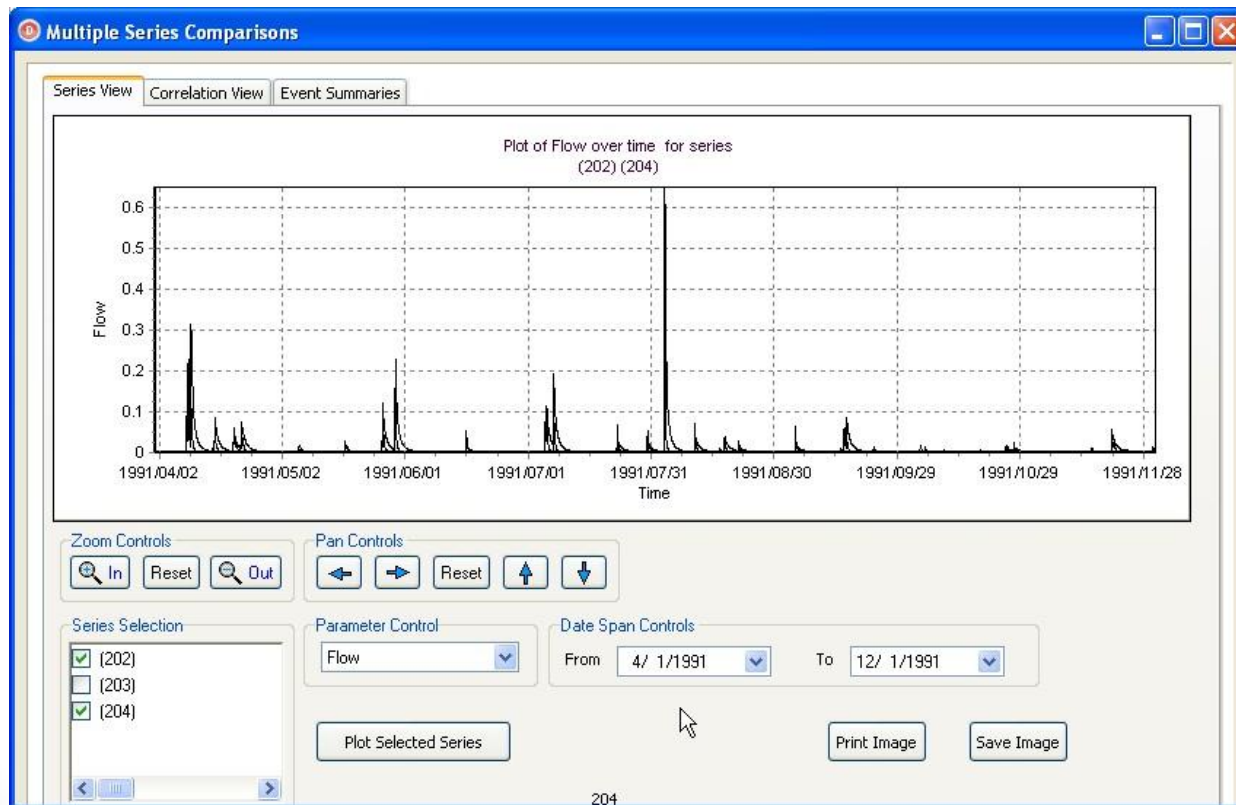 Multiple Series Comparisons
Series View Correlation View Event Summaries
Plot of Flow over time for series
(202) (204)
0.6
0.5
0.4
0.3
0.2
0.1
0
Flow
1991/04/02 1991/05/02 1991/06/01 1991/07/01 1991/07/31 1991/08/30 1991/09/29 1991/10/29 1991/11/28
Time
Zoom Controls Pan Controls
In Reset Out Reset
Series Selection Parameter Control Date Span Controls
(202) Flow From 4/ 1/1991 To 12/ 1/1991
(203)
(204)
Plot Selected Series Print Image Save Image
204